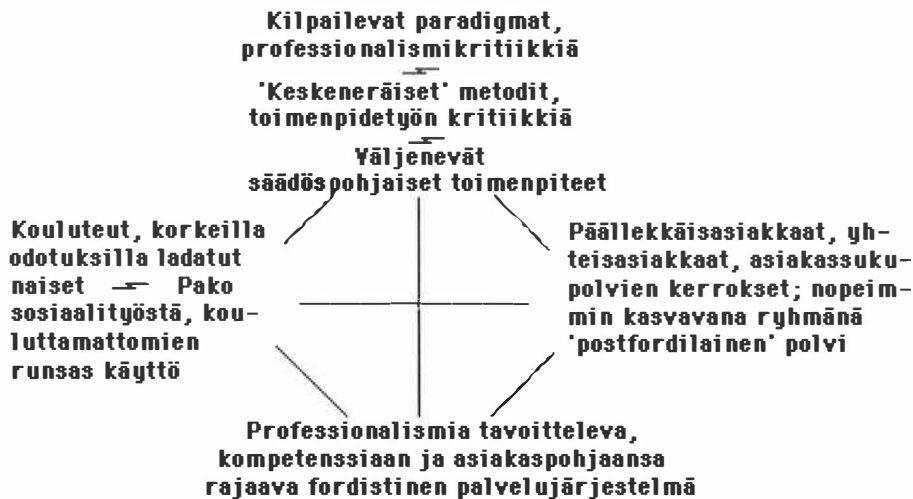 Kilpailevat paradigmat,
professionalismikritiikkiä
'Keskeneräiset' metodit,
toimenpidetyön kritiikkiä
Väljenevät
säädöspohjaiset toimenpiteet
Kouluteut, korkeilla
odotuksilla ladatut
naiset Pako
sosiaalityöstä, kou-
luttamattomien
runsas käyttö
Päällekkäisasiakkaat, yh-
teisasiakkaat, asiakassuku-
polvien kerrokset; nopeim-
min kasvavana ryhmänä
'postfordilainen' polvi
Professionalismia tavoitteleva,
kompetenssiaan ja asiakaspohjaansa
rajaava fordistinen palvelujärjestelmä